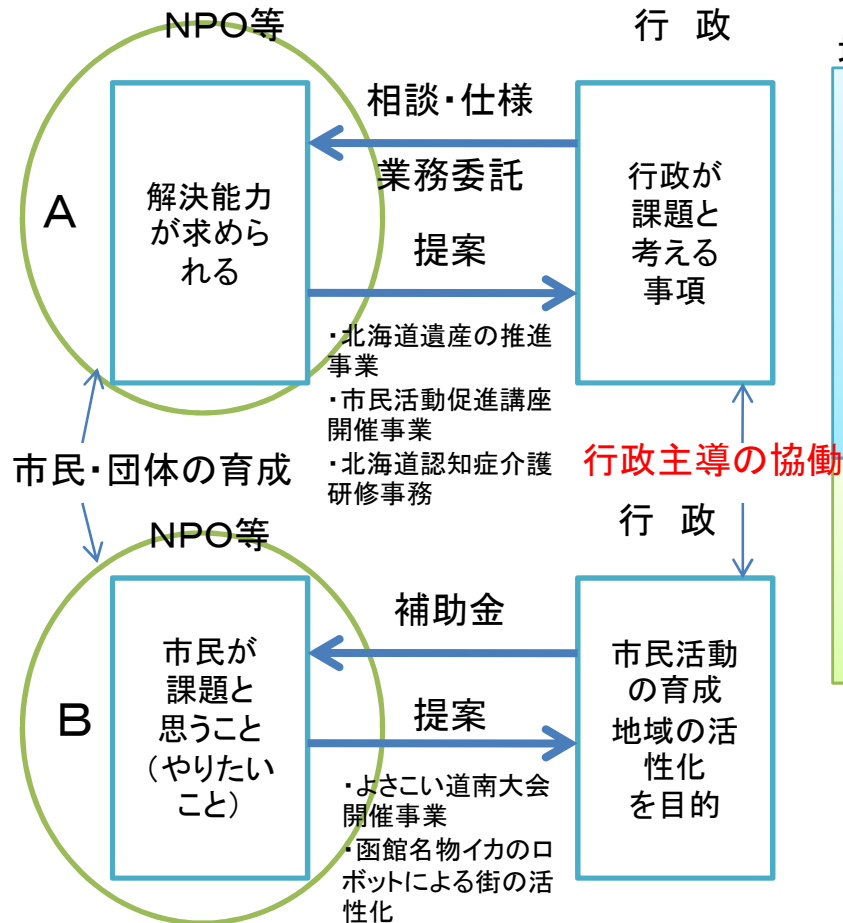 NPO等
行 政
相談・仕様
業務委託
提案
A
解決能力
が求めら
れる
行政が
課題と
考える
事項
・北海道遺産の推進
事業
・市民活動促進講座
開催事業
・北海道認知症介護
研修事務
市民・団体の育成
行政主導の協働
NPO等
行 政
補助金
提案
B
市民が
課題と
思うこと
(やりたい
こと)
市民活動
の育成
地域の活
性化
を目的
・よさこい道南大会
開催事業
・函館名物イカのロ
ボットによる街の活
性化